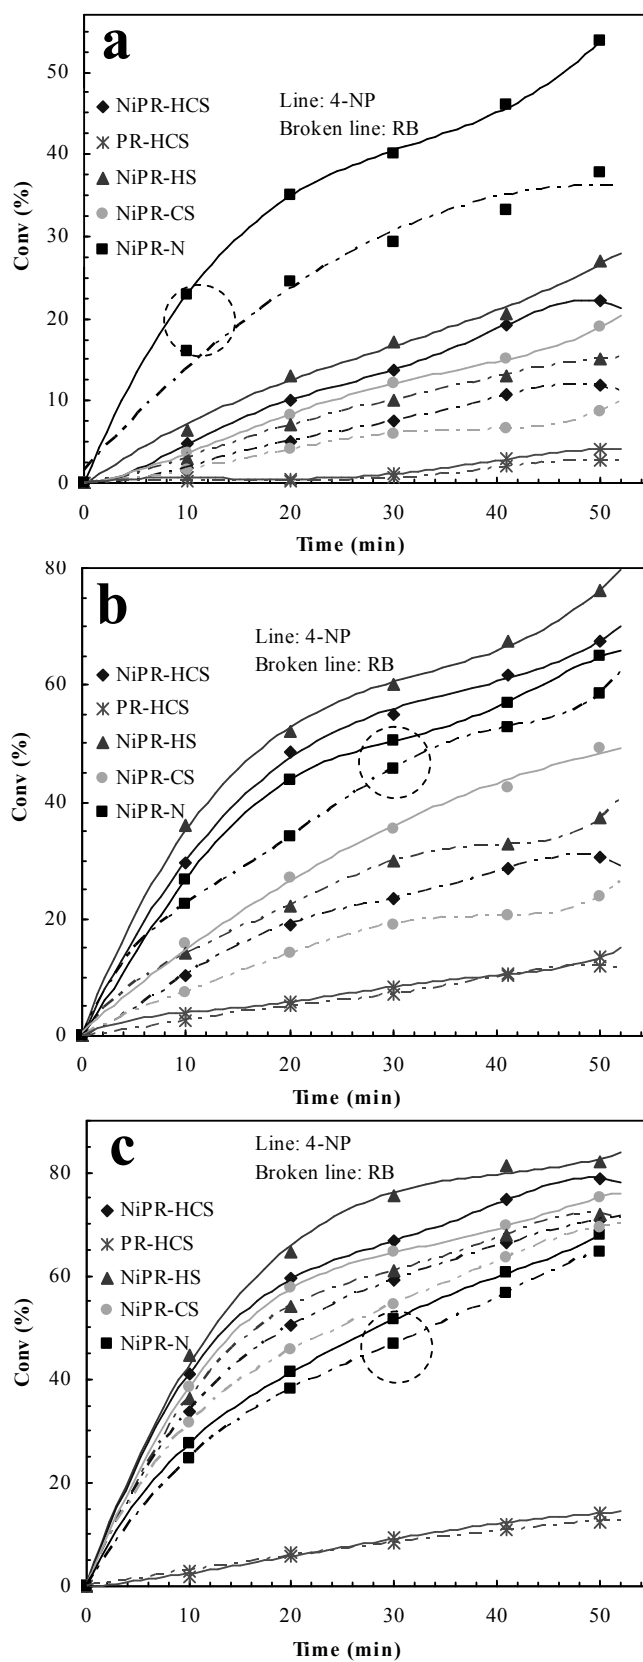 a
50
40
30
20
10
0
Conv (%)
NiPR-HCS
PR-HCS
NiPR-HS
NiPR-CS
NiPR-N
Line: 4-NP
Broken line: RB
0 10 20 30 40 50
Time (min)
b
80
60
40
20
0
Conv (%)
NiPR-HCS
PR-HCS
NiPR-HS
NiPR-CS
NiPR-N
Line: 4-NP
Broken line: RB
0 10 20 30 40 50
Time (min)
c
80
60
40
20
0
Conv (%)
NiPR-HCS
PR-HCS
NiPR-HS
NiPR-CS
NiPR-N
Line: 4-NP
Broken line: RB
0 10 20 30 40 50
Time (min)